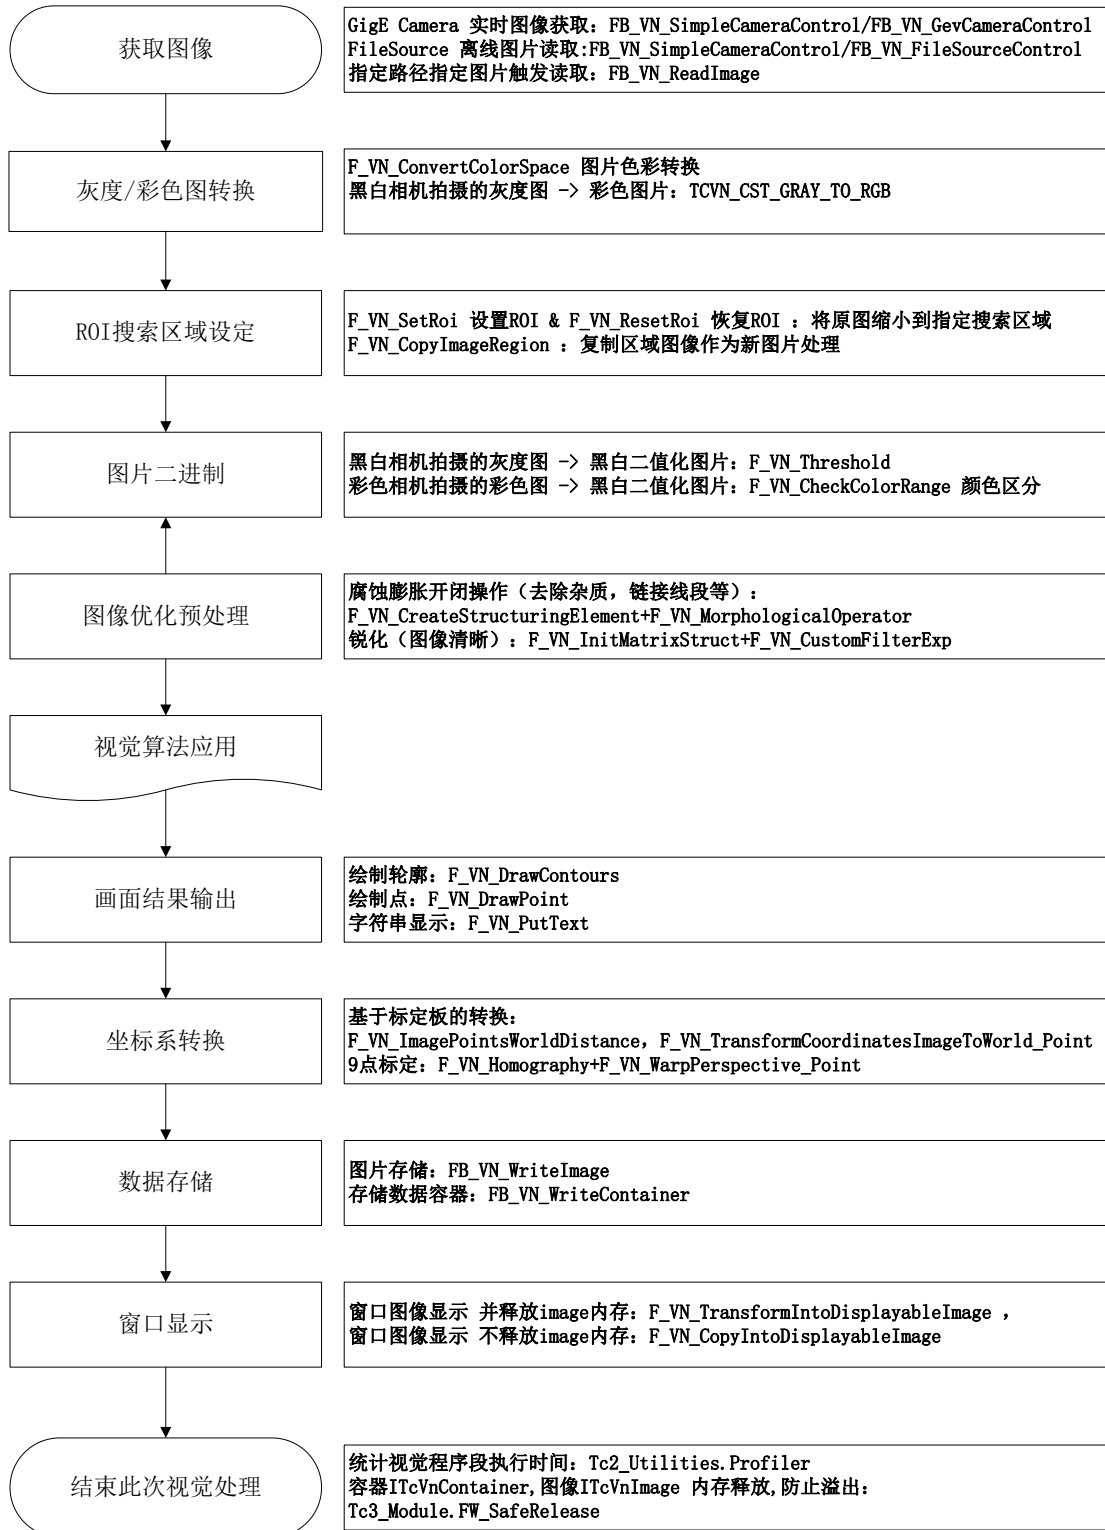 获取图像
GigE Camera 实时图像获取：FB_VN_SimpleCameraControl/FB_VN_GevCameraControl
FileSource 离线图片读取:FB_VN_SimpleCameraControl/FB_VN_FileSourceControl
指定路径指定图片触发读取：FB_VN_ReadImage
灰度/彩色图转换
F_VN_ConvertColorSpace 图片色彩转换
黑白相机拍摄的灰度图 -> 彩色图片：TCVN_CST_GRAY_TO_RGB
ROI搜索区域设定
F_VN_SetRoi 设置ROI & F_VN_ResetRoi 恢复ROI ：将原图缩小到指定搜索区域
F_VN_CopyImageRegion ：复制区域图像作为新图片处理
图片二进制
黑白相机拍摄的灰度图 -> 黑白二值化图片：F_VN_Threshold
彩色相机拍摄的彩色图 -> 黑白二值化图片：F_VN_CheckColorRange 颜色区分
图像优化预处理
腐蚀膨胀开闭操作（去除杂质，链接线段等）：
F_VN_CreateStructuringElement+F_VN_MorphologicalOperator
锐化（图像清晰）：F_VN_InitMatrixStruct+F_VN_CustomFilterExp
视觉算法应用
画面结果输出
绘制轮廓：F_VN_DrawContours
绘制点：F_VN_DrawPoint
字符串显示：F_VN_PutText
坐标系转换
基于标定板的转换：
F_VN_ImagePointsWorldDistance，F_VN_TransformCoordinatesImageToWorld_Point
9点标定：F_VN_Homography+F_VN_WarpPerspective_Point
数据存储
图片存储：FB_VN_WriteImage
存储数据容器：FB_VN_WriteContainer
窗口显示
窗口图像显示 并释放image内存：F_VN_TransformIntoDisplayableImage ，
窗口图像显示 不释放image内存：F_VN_CopyIntoDisplayableImage
结束此次视觉处理
统计视觉程序段执行时间：Tc2_Utilities.Profiler
容器ITcVnContainer,图像ITcVnImage 内存释放,防止溢出：
Tc3_Module.FW_SafeRelease